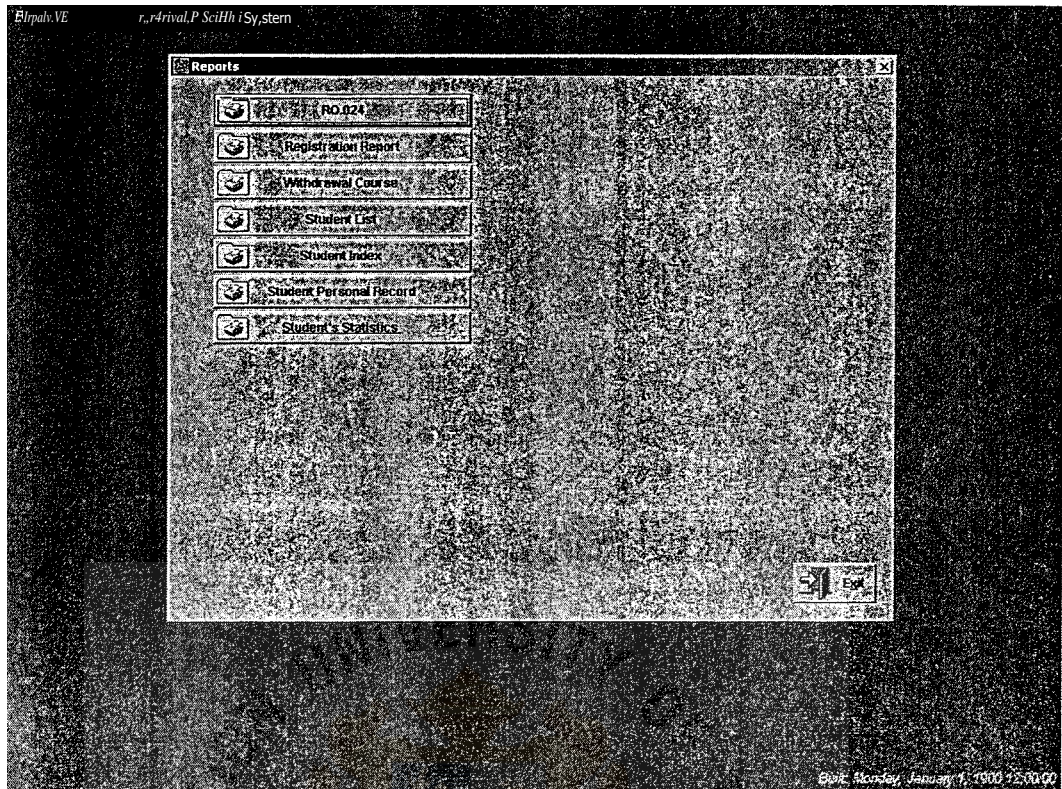 Reports
RO.024
Registration Report
Withdrawal Course
Student List
Student Index
Student Personal Record
Student's Statistics
Exit
Monday, January 1, 1900 12:00:00